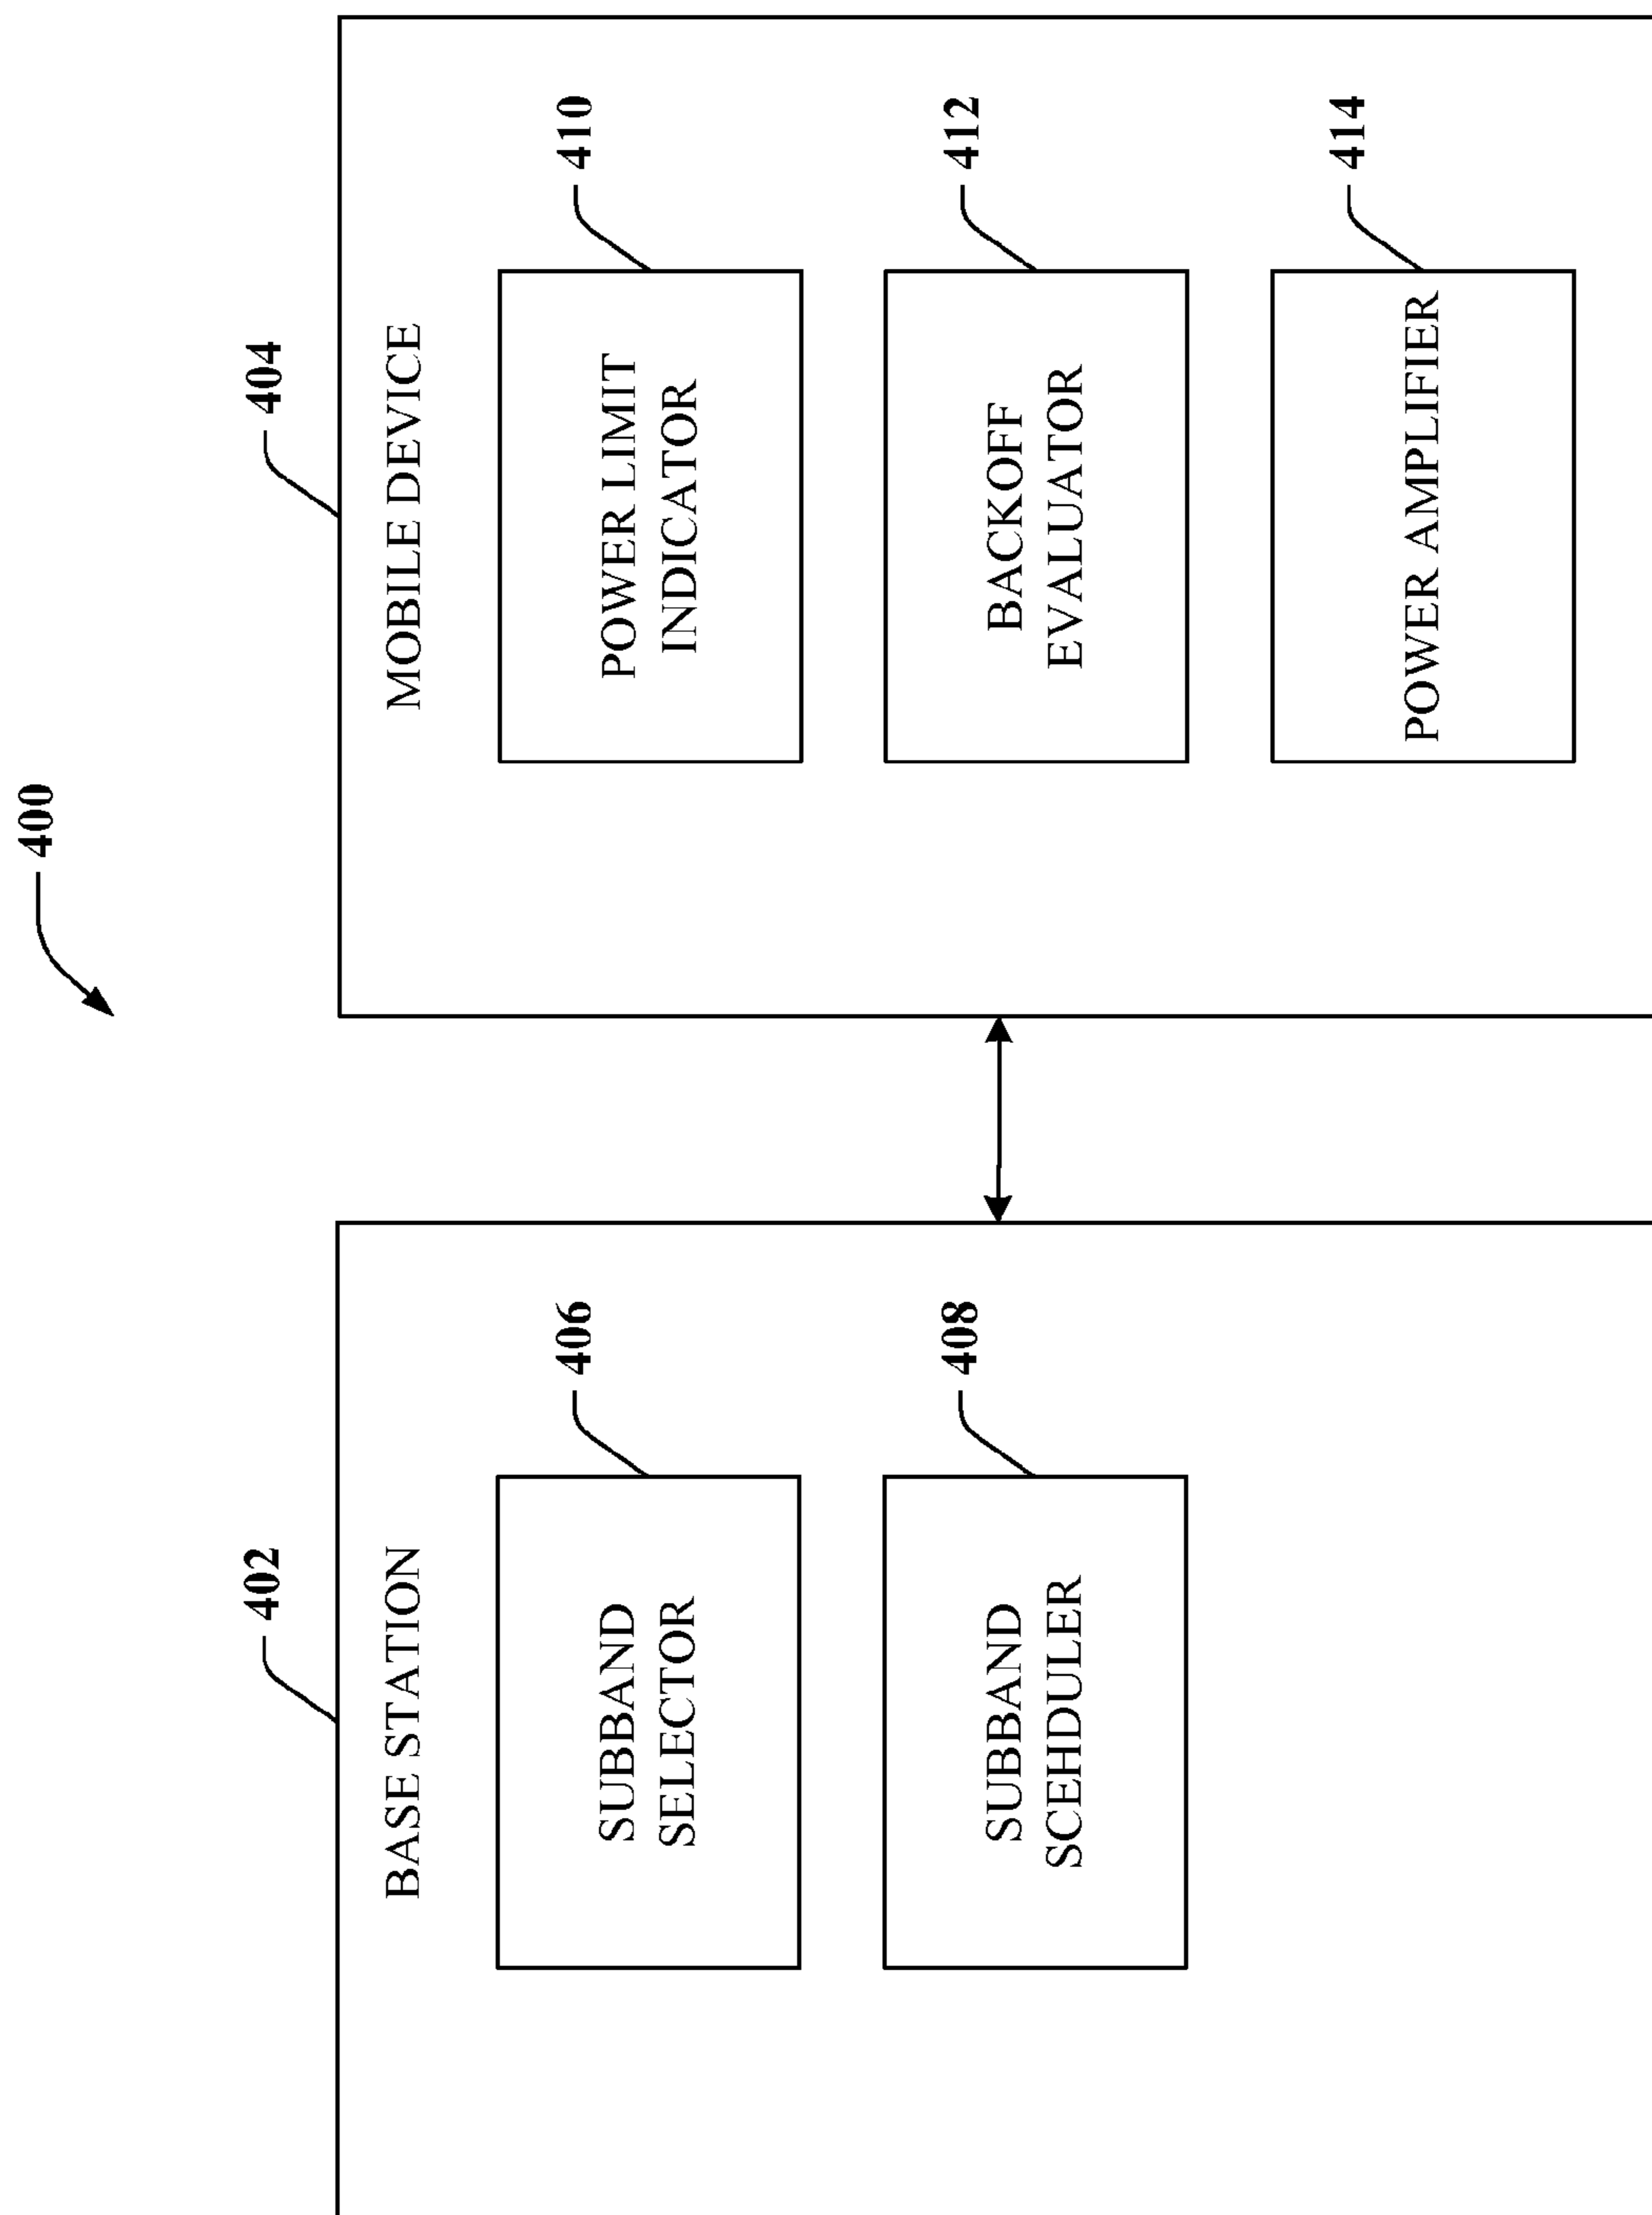 400
402
BASE STATION
406
SUBBAND
SELECTOR
408
SUBBAND
SCEHDULER
404
MOBILE DEVICE
410
POWER LIMIT
INDICATOR
412
BACKOFF
EVALUATOR
414
POWER AMPLIFIER